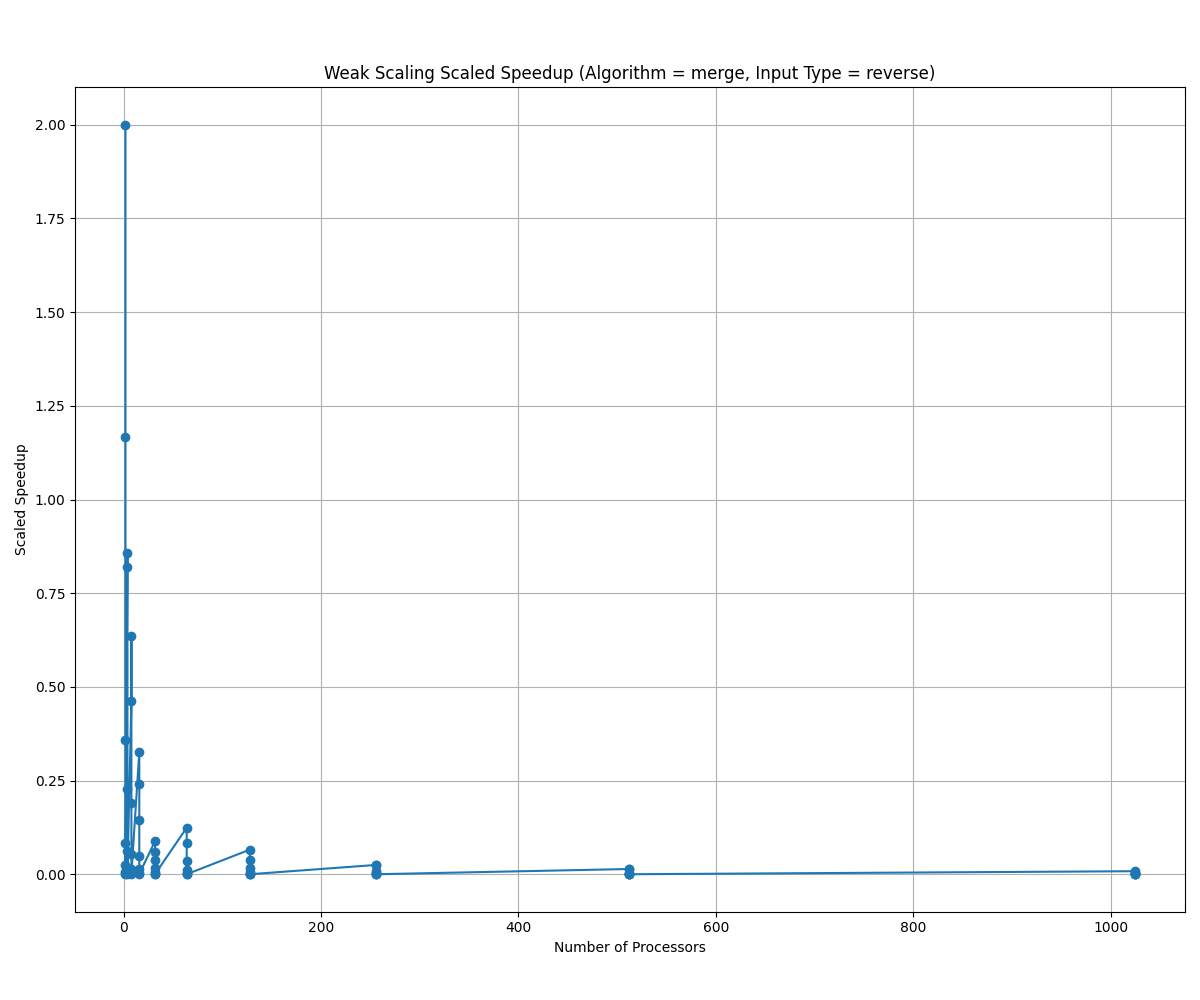 Weak Scaling Scaled Speedup (Algorithm = merge, Input Type = reverse)
2.00
1.75
1.50
1.25
1.00
0.75
0.50
0.25
0.00
Scaled Speedup
0 200 400 600 800 1000
Number of Processors